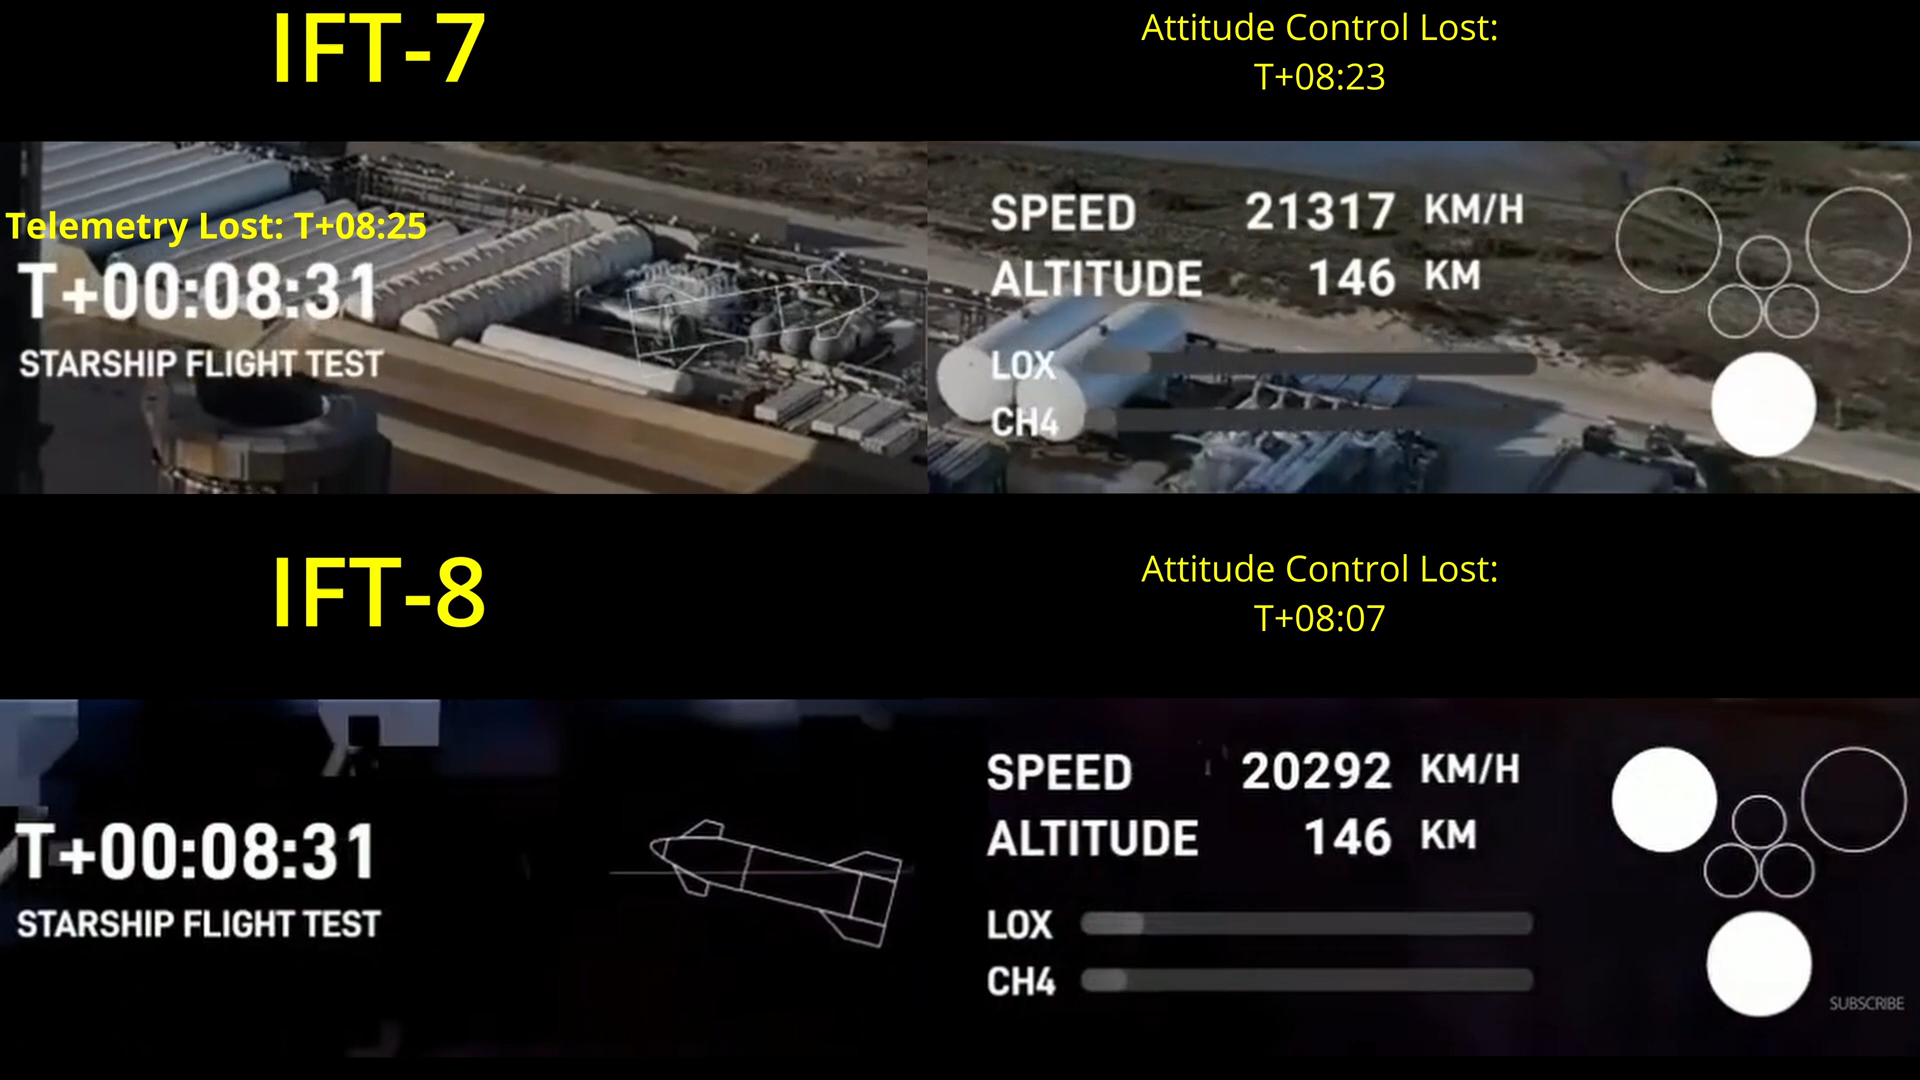 IFT-7
Attitude Control Lost:
T+08:23
Telemetry Lost: T+08:25
T+00:08:31
STARSHIP FLIGHT TEST
SPEED 21317 KM/H
ALTITUDE 146 KM
LOX
CH4
IFT-8
Attitude Control Lost:
T+08:07
T+00:08:31
STARSHIP FLIGHT TEST
SPEED 20292 KM/H
ALTITUDE 146 KM
LOX
CH4
SUBSCRIBE